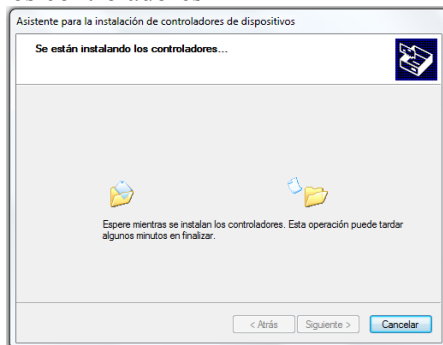 Asistente para la instalación de controladores de dispositivos
Se están instalando los controladores...
Espere mientras se instalan los controladores. Esta operación puede tardar
algunos minutos en finalizar.
< Atrás
Siguiente >
Cancelar